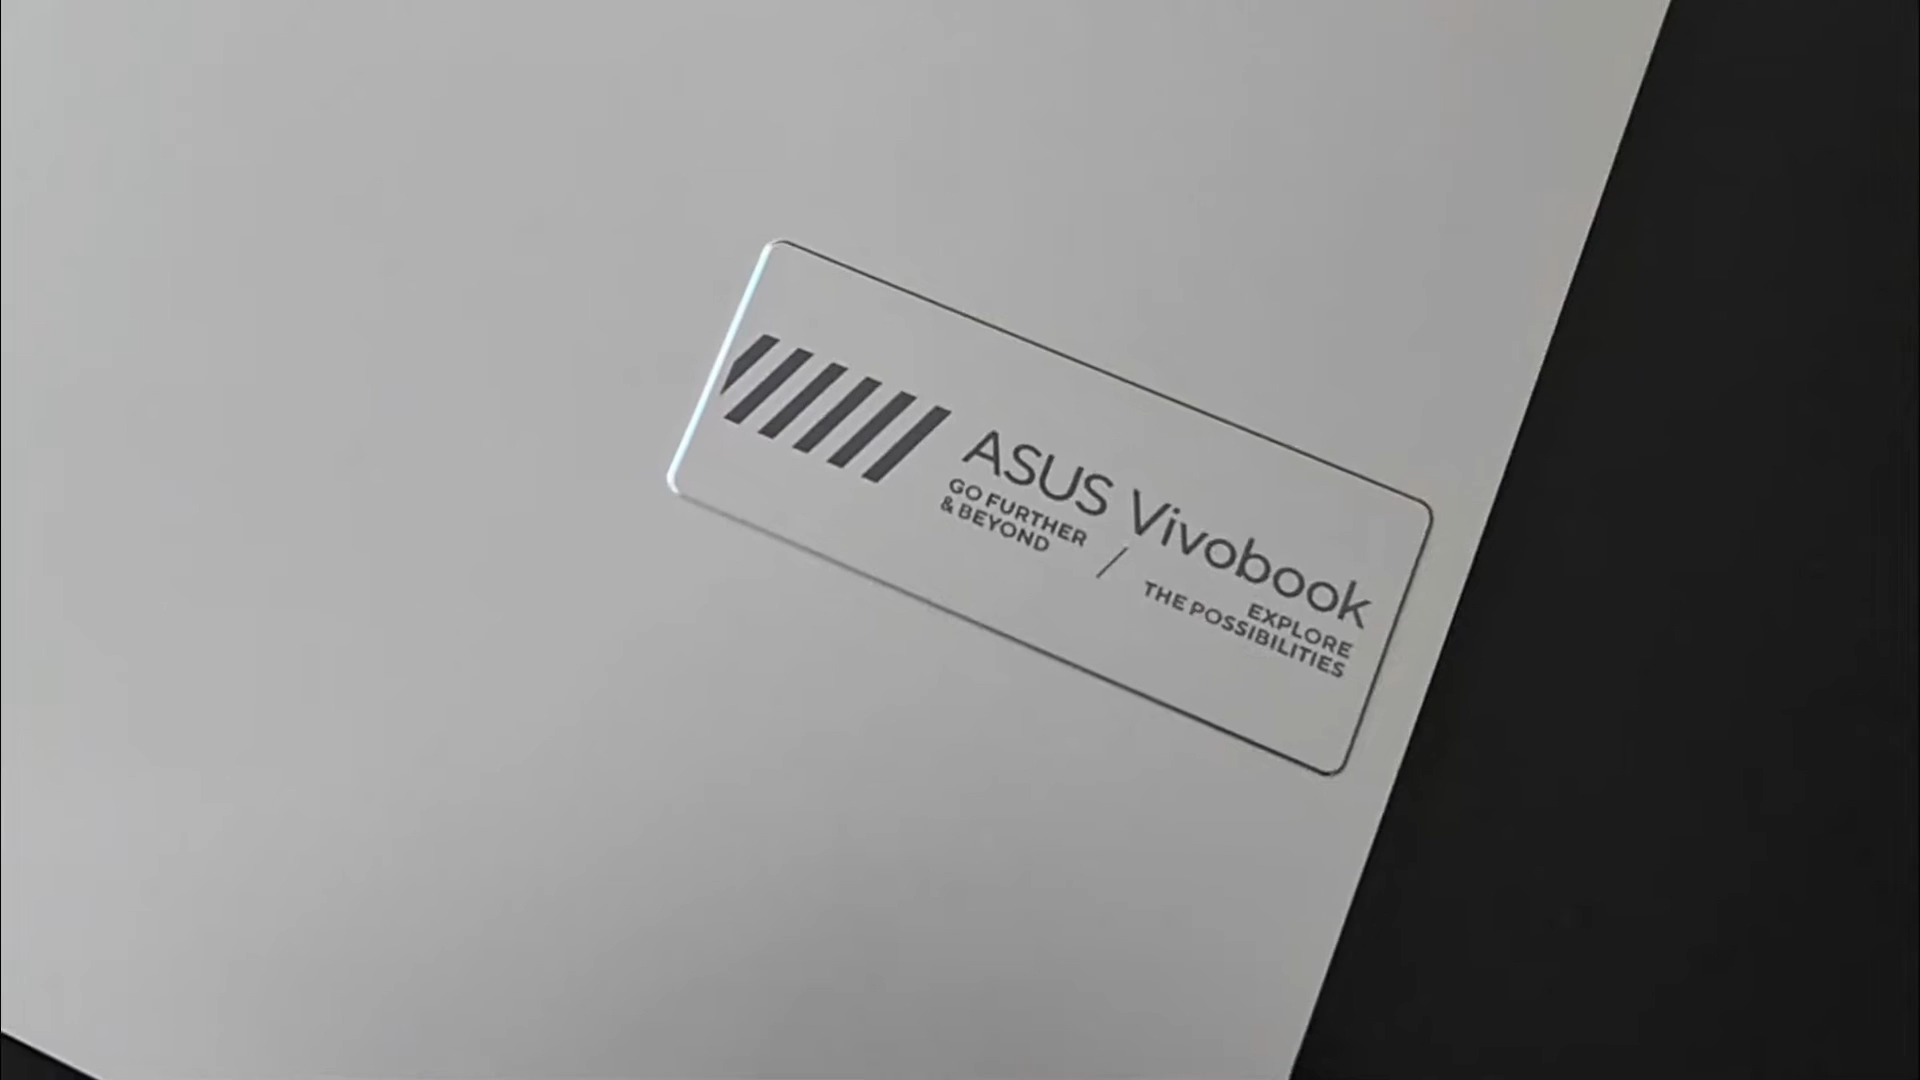 ASUS Vivobook
GO FURTHER
& BEYOND
/
EXPLORE
THE POSSIBILITIES